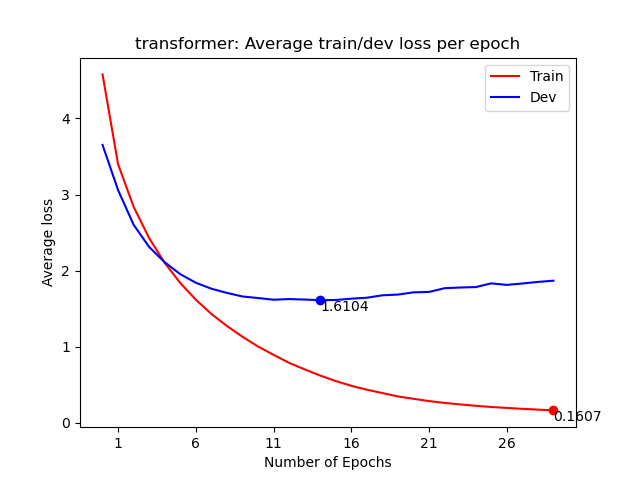 transformer: Average train/dev loss per epoch
Train
Dev
4
3
2
1
0
Average loss
1.6104
0.1607
1 6 11 16 21 26
Number of Epochs